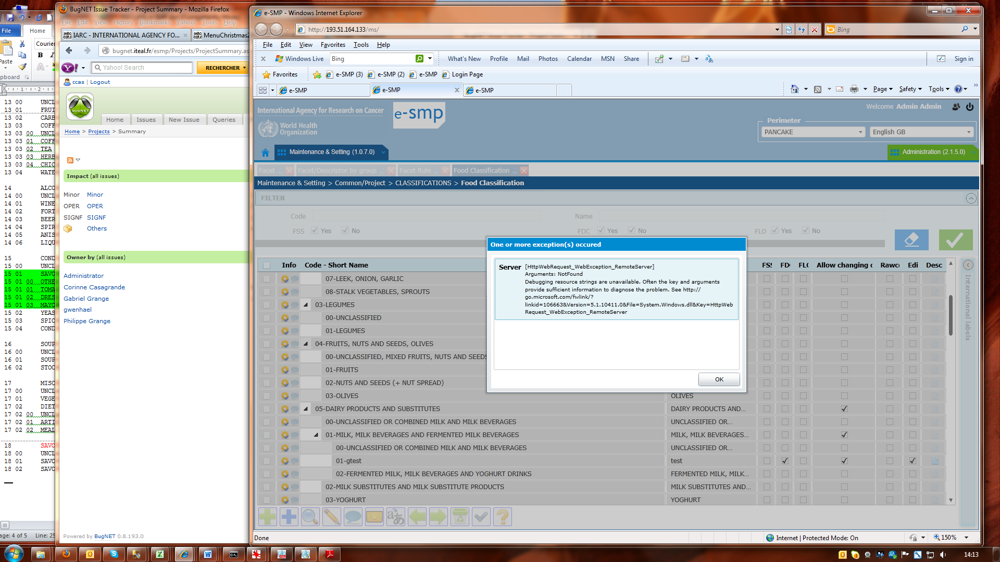 File
Home
Courier
Paste
B I
pboard
13 00 UNCL
13 01 FRUI
13 02 CARB
13 03 COFF
13 03 00 UNCL
13 03 01 COFF
13 03 02 TEA
13 03 03 HERB
13 03 04 CHIC
13 04 WATE
14 ALCO
14 00 UNCL
14 01 WINE
14 02 FORT
14 03 BEER
14 04 SPIR
14 05 ANIS
14 06 LIQU
15 COND
15 00 UNCL
15 01 SAVO
15 01 00 OTHE
15 01 01 TOMA
15 01 02 DRES
15 01 03 MAYO
15 02 YEAS
15 03 SPIC
15 04 COND
16 SOUP
16 00 UNCL
16 01 SOUP
16 02 STOC
17 MISC
17 00 UNCL
17 01 VEGE
17 02 DIET
17 02 00 UNCL
17 02 01 ARTI
17 02 02 MEAL
18 SAVO
18 00 UNCL
18 01 SAVO
18 02 SAVO
age: 4 of 5 Line: 25
BugNET Issue Tracker - Project Summary - Mozilla Firefox
File Edit View History Bookmarks Yahoo! Tools Help
IARC - INTERNATIONAL AGENCY FO... MenuChristmas2
bugnet.iteal.fr/esmp/Projects/ProjectSummary.as
Yahoo! Search RECHERCHER
ccas | Logout
BUGNET
Home Issues New Issue Queries
Home > Projects > Summary
Impact (all issues)
Minor Minor
OPER OPER
SIGNF SIGNF
Others
Owner by (all issues)
Administrator
Corinne Casagrande
Gabriel Grange
gwenhael
Philippe Grange
Powered by BugNET 0.8.193.0
e-SMP - Windows Internet Explorer
http://193.51.164.133/ms/
Bing
File Edit View Favorites Tools Help
Windows Live Bing What's New Profile Mail Photos Calendar MSN Share Sign in
Favorites e-SMP (3) e-SMP (2) e-SMP Login Page
e-SMP e-SMP e-SMP Page Safety Tools
International Agency for Research on Cancer
World Health Organization
e-smp
Welcome Admin Admin
Perimeter
PANCAKE English GB
Maintenance & Setting (1.0.7.0) Administration (2.1.5.0)
Facet Facet/Descriptor by group Facet Rule Food Classification
Maintenance & Setting > Common/Project > CLASSIFICATIONS > Food Classification
FILTER
Code Name
FSS Yes No FDC Yes No FLO Yes No
One or more exception(s) occured
Server [HttpWebRequest_WebException_RemoteServer]
Arguments: NotFound
Debugging resource strings are unavailable. Often the key and arguments
provide sufficient information to diagnose the problem. See http://
go.microsoft.com/fwlink/?
linkid=106663&Version=5.1.10411.0&File=System.Windows.dll&Key=HttpWeb
Request_WebException_RemoteServer
OK
Info Code - Short Name FSS FDC FLC Allow changing c Rawc Edi Desc
07-LEEK, ONION, GARLIC
08-STALK VEGETABLES, SPROUTS
03-LEGUMES
00-UNCLASSIFIED
01-LEGUMES
04-FRUITS, NUTS AND SEEDS, OLIVES
00-UNCLASSIFIED, MIXED FRUITS, NUTS AND SEEDS
01-FRUITS
02-NUTS AND SEEDS (+ NUT SPREAD)
03-OLIVES OLIVES
05-DAIRY PRODUCTS AND SUBSTITUTES DAIRY PRODUCTS AND...
00-UNCLASSIFIED OR COMBINED MILK AND MILK BEVERAGES UNCLASSIFIED OR...
01-MILK, MILK BEVERAGES AND FERMENTED MILK BEVERAGES MILK, MILK BEVERAGES...
00-UNCLASSIFIED OR COMBINED MILK AND MILK BEVERAGES UNCLASSIFIED OR...
01-gtest test
02-FERMENTED MILK, MILK BEVERAGES AND YOGHURT DRINKS FERMENTED MILK, MILK...
02-MILK SUBSTITUTES AND MILK SUBSTITUTE PRODUCTS MILK SUBSTITUTES AND...
03-YOGHURT YOGHURT
International labels
Done Internet | Protected Mode: On 150%
14:13